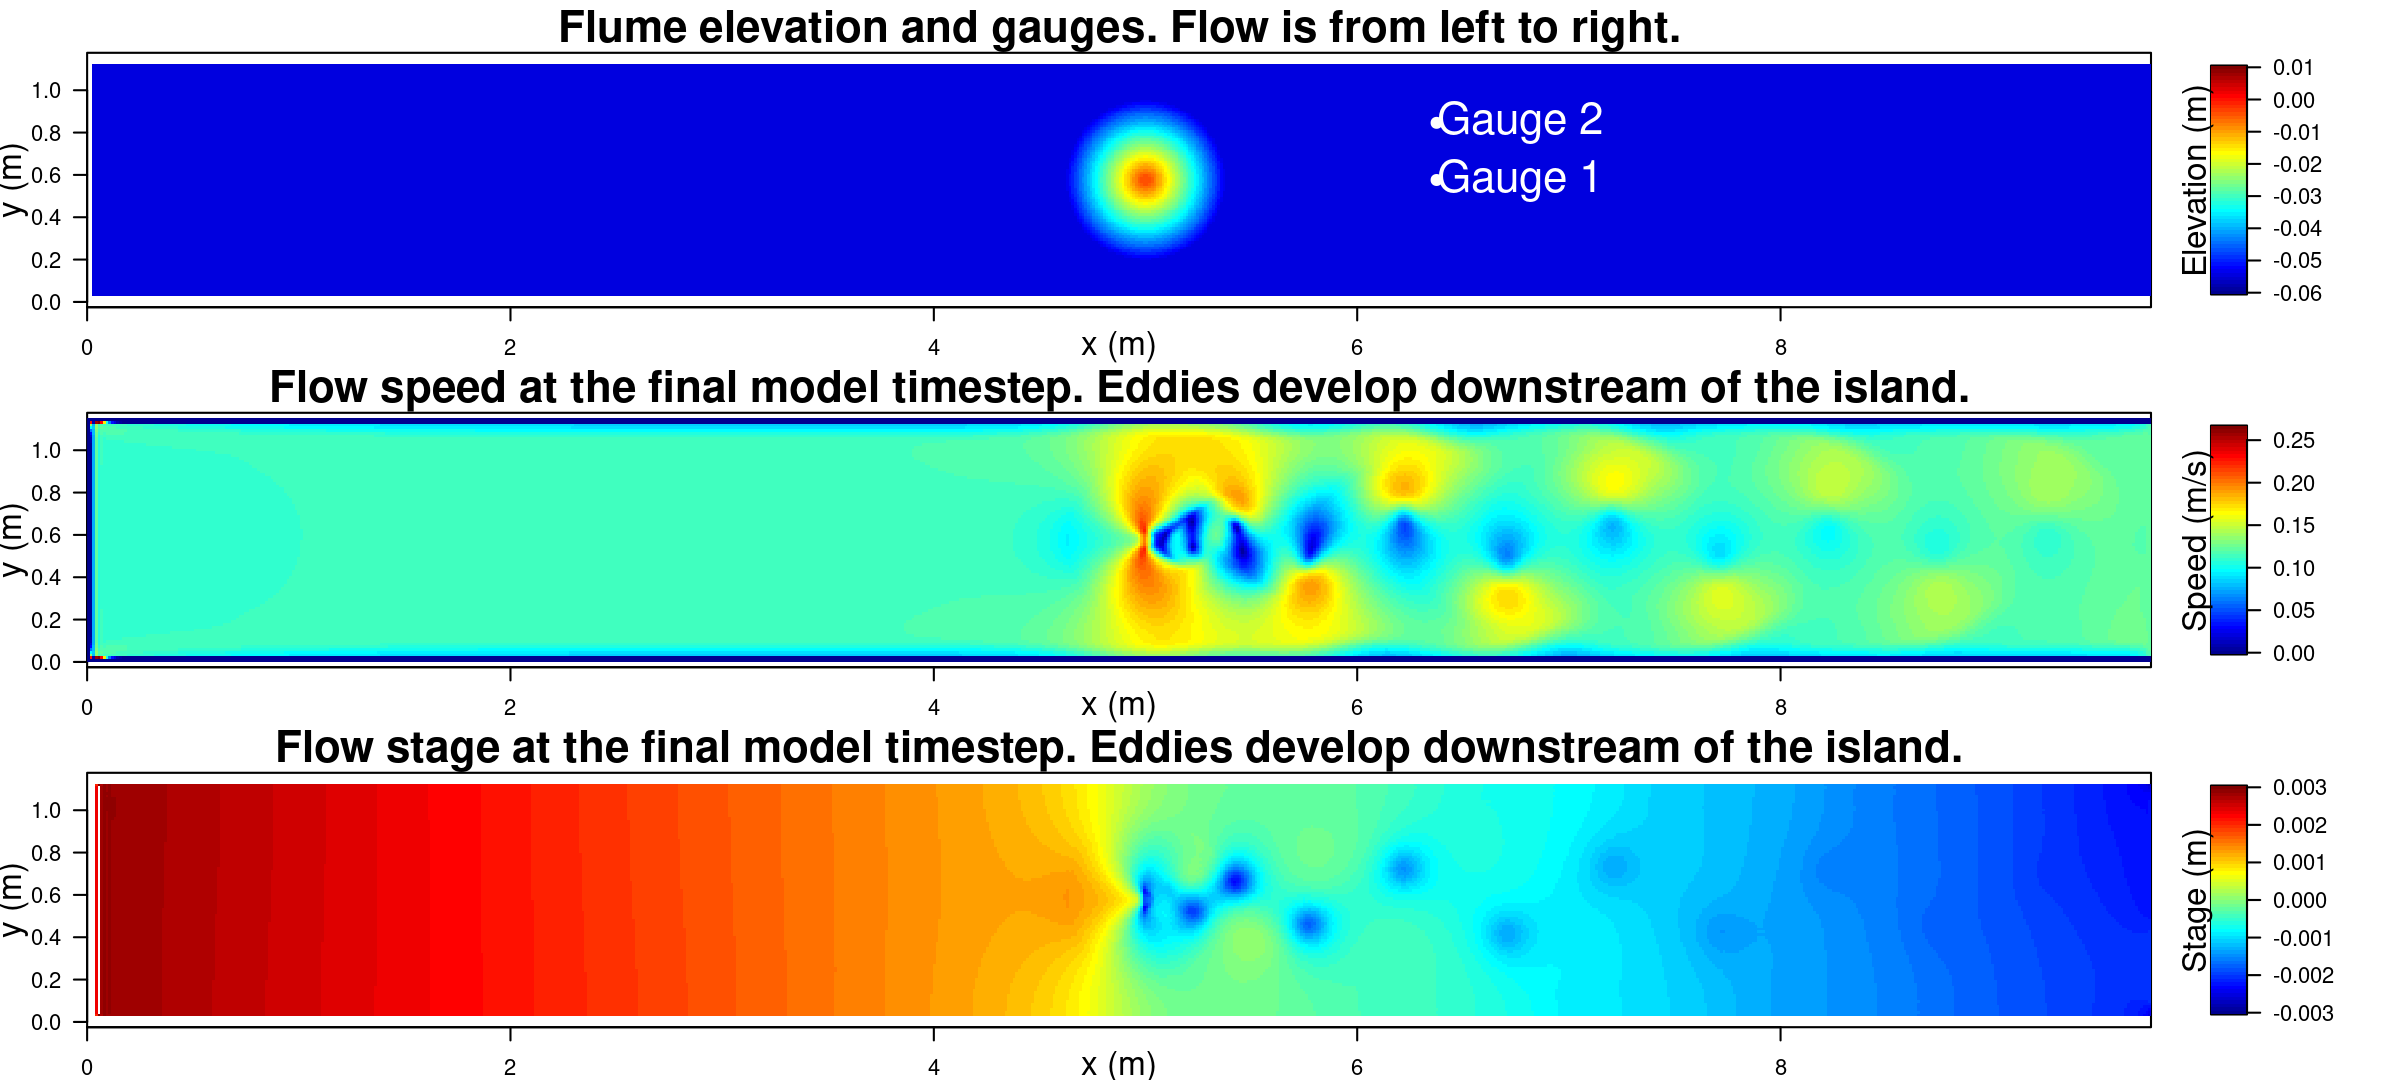 Flume elevation and gauges. Flow is from left to right.
1.0
0.8
0.6
0.4
0.2
0.0
y (m)
Gauge 2
Gauge 1
0 2 4 6 8
x (m)
0.01
0.00
-0.01
-0.02
-0.03
-0.04
-0.05
-0.06
Elevation (m)
Flow speed at the final model timestep. Eddies develop downstream of the island.
1.0
0.8
0.6
0.4
0.2
0.0
y (m)
0 2 4 6 8
x (m)
0.25
0.20
0.15
0.10
0.05
0.00
Speed (m/s)
Flow stage at the final model timestep. Eddies develop downstream of the island.
1.0
0.8
0.6
0.4
0.2
0.0
y (m)
0 2 4 6 8
x (m)
0.003
0.002
0.001
0.000
-0.001
-0.002
-0.003
Stage (m)